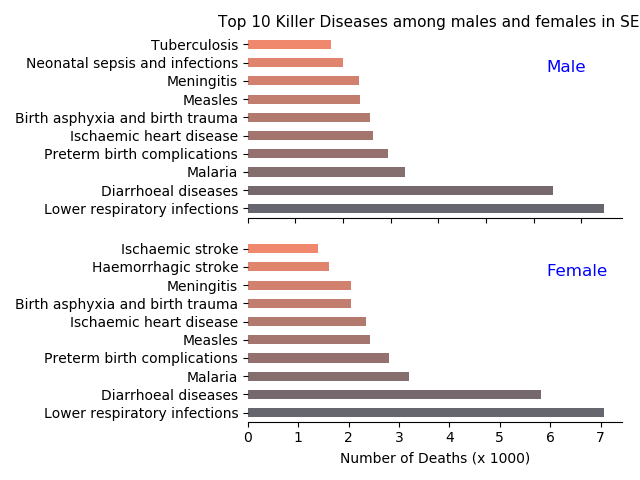 Top 10 Killer Diseases among males and females in SE
Tuberculosis
Neonatal sepsis and infections
Meningitis
Measles
Birth asphyxia and birth trauma
Ischaemic heart disease
Preterm birth complications
Malaria
Diarrhoeal diseases
Lower respiratory infections
Male
Ischaemic stroke
Haemorrhagic stroke
Meningitis
Birth asphyxia and birth trauma
Ischaemic heart disease
Measles
Preterm birth complications
Malaria
Diarrhoeal diseases
Lower respiratory infections
Female
0 1 2 3 4 5 6 7
Number of Deaths (x 1000)